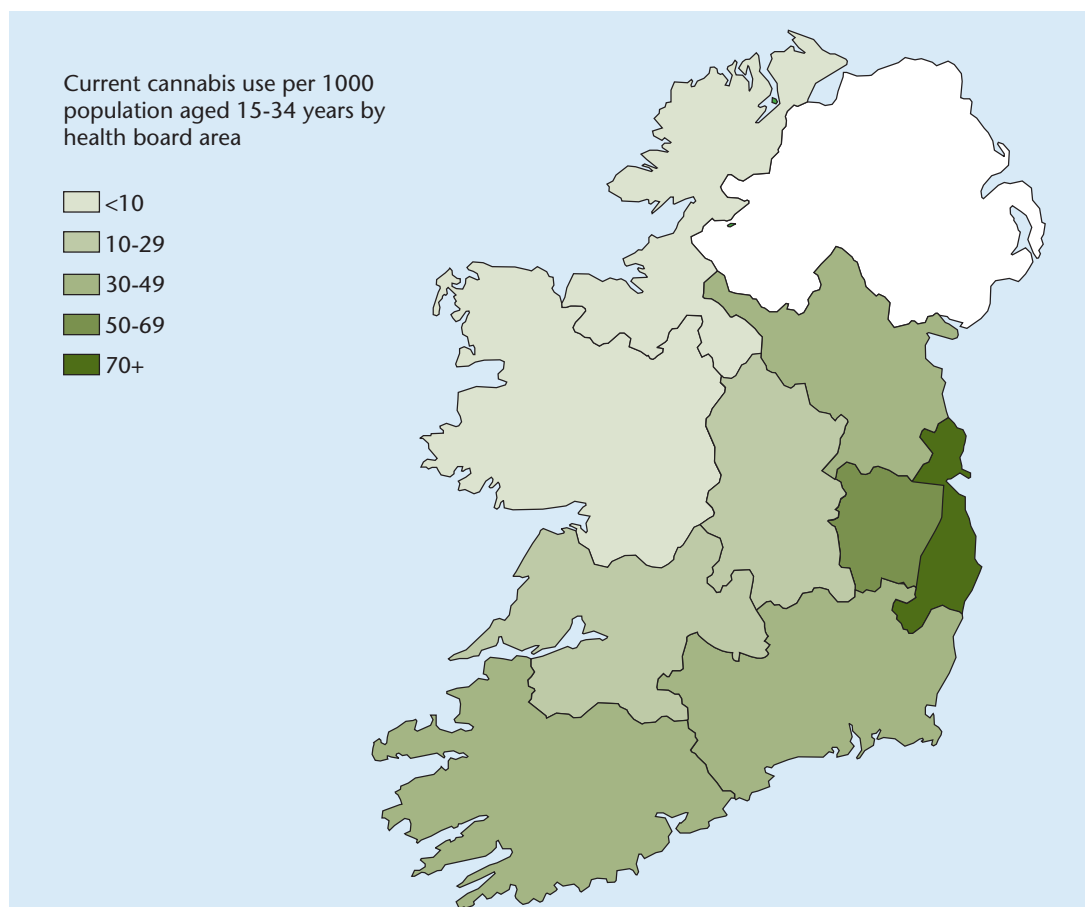 Current cannabis use per 1000
population aged 15-34 years by
health board area
<10
10-29
30-49
50-69
70+